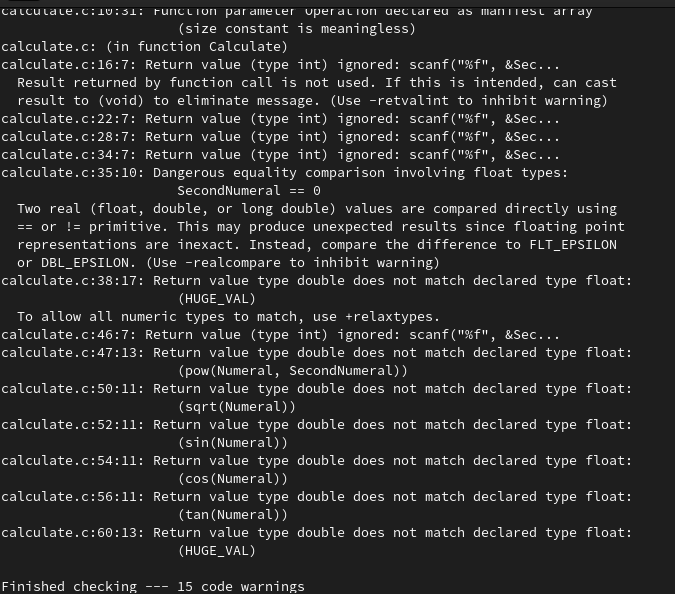 calculate.c:10:31: Function parameter Operation declared as manifest array
(size constant is meaningless)
calculate.c: (in function Calculate)
calculate.c:16:7: Return value (type int) ignored: scanf("%f", &Sec...
Result returned by function call is not used. If this is intended, can cast
result to (void) to eliminate message. (Use -retvalint to inhibit warning)
calculate.c:22:7: Return value (type int) ignored: scanf("%f", &Sec...
calculate.c:28:7: Return value (type int) ignored: scanf("%f", &Sec...
calculate.c:34:7: Return value (type int) ignored: scanf("%f", &Sec...
calculate.c:35:10: Dangerous equality comparison involving float types:
SecondNumeral == 0
Two real (float, double, or long double) values are compared directly using
== or != primitive. This may produce unexpected results since floating point
representations are inexact. Instead, compare the difference to FLT_EPSILON
or DBL_EPSILON. (Use -realcompare to inhibit warning)
calculate.c:38:17: Return value type double does not match declared type float:
(HUGE_VAL)
To allow all numeric types to match, use +relaxtypes.
calculate.c:46:7: Return value (type int) ignored: scanf("%f", &Sec...
calculate.c:47:13: Return value type double does not match declared type float:
(pow(Numeral, SecondNumeral))
calculate.c:50:11: Return value type double does not match declared type float:
(sqrt(Numeral))
calculate.c:52:11: Return value type double does not match declared type float:
(sin(Numeral))
calculate.c:54:11: Return value type double does not match declared type float:
(cos(Numeral))
calculate.c:56:11: Return value type double does not match declared type float:
(tan(Numeral))
calculate.c:60:13: Return value type double does not match declared type float:
(HUGE_VAL)
Finished checking --- 15 code warnings